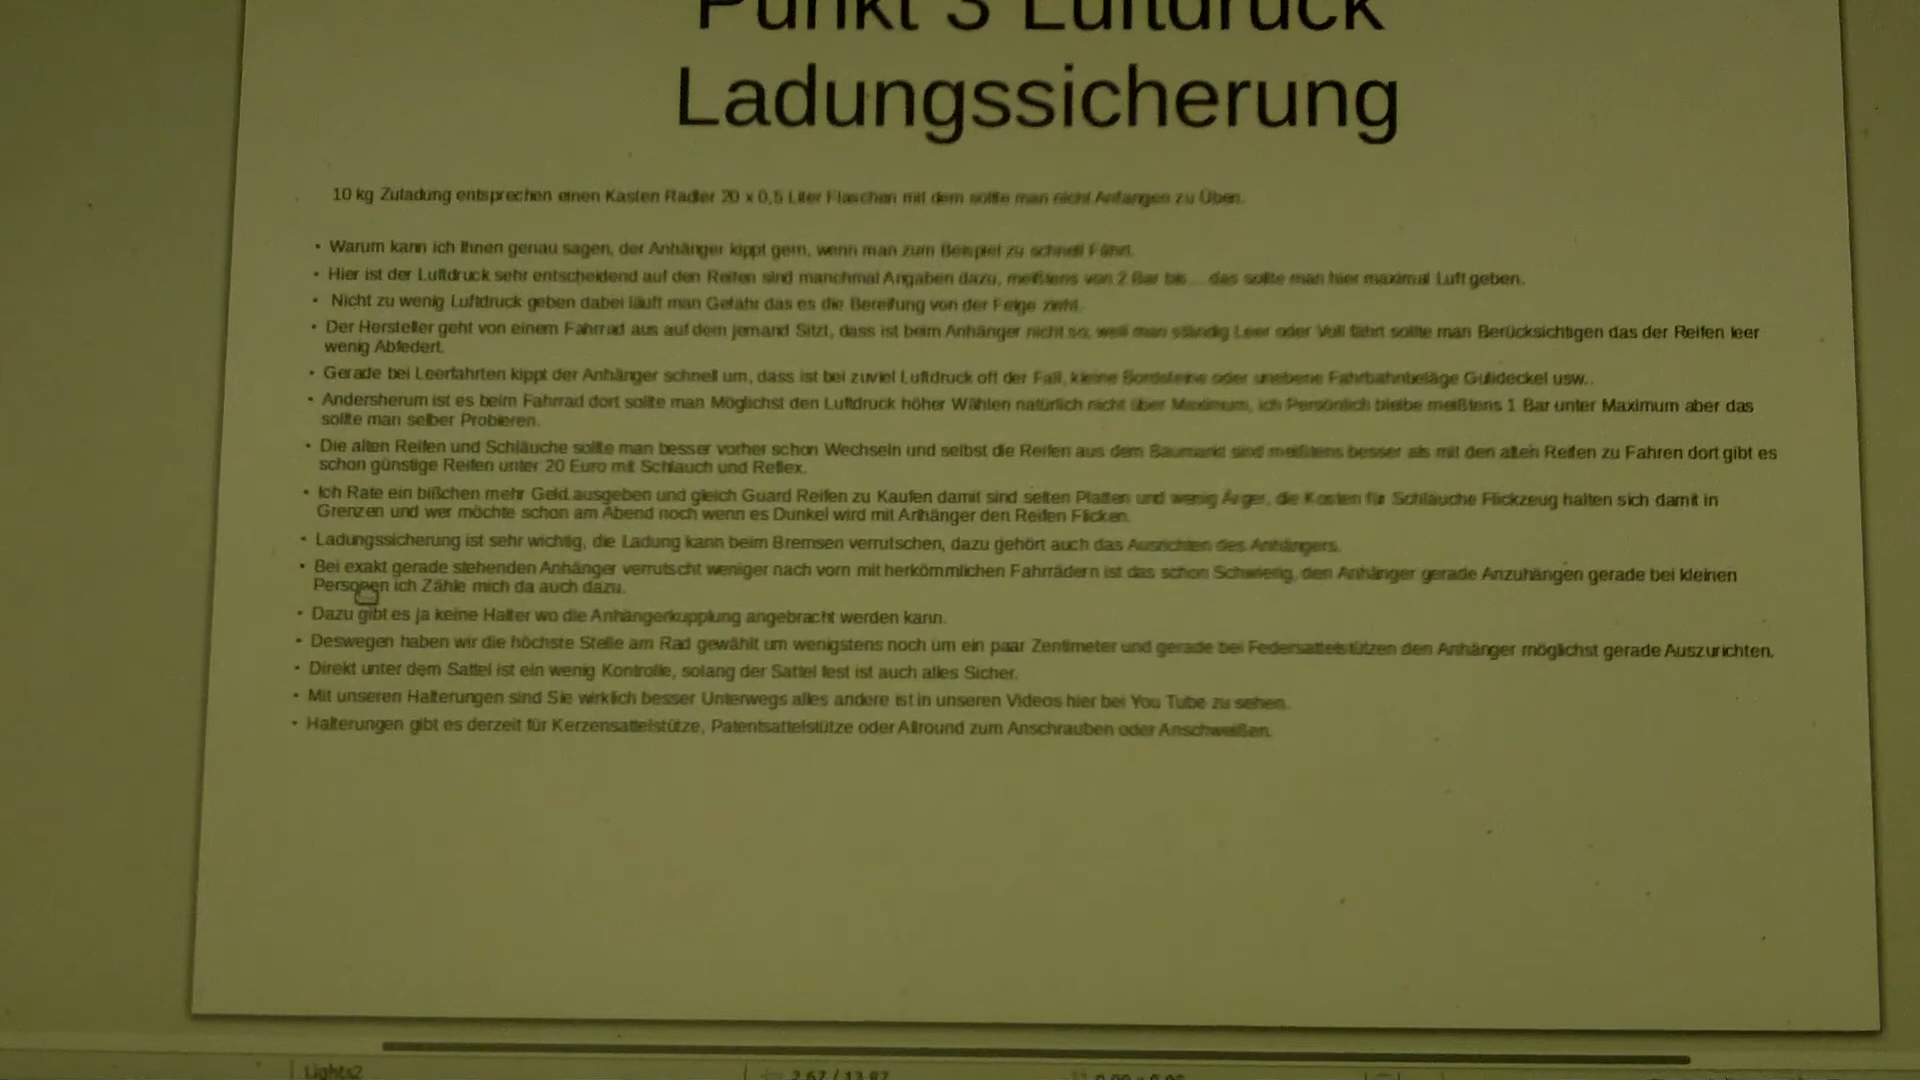 Punkt 3 Luftdruck
Ladungssicherung
10 kg Zuladung entsprechen einen Kasten Radler 20 x 0,5 Liter Flaschen mit dem sollte man nicht Anfangen zu Üben.
• Warum kann ich Ihnen genau sagen, der Anhänger kippt gern, wenn man zum Beispiel zu schnell Fährt.
• Hier ist der Luftdruck sehr entscheidend auf den Reifen sind manchmal Angaben dazu, meißtens von 2 Bar bis ... das sollte man hier maximal Luft geben.
• Nicht zu wenig Luftdruck geben dabei läuft man Gefahr das es die Bereifung von der Felge zieht.
• Der Hersteller geht von einem Fahrrad aus auf dem jemand Sitzt, dass ist beim Anhänger nicht so, weil man ständig Leer oder Voll fährt sollte man Berücksichtigen das der Reifen leer
wenig Abfedert.
• Gerade bei Leerfahrten kippt der Anhänger schnell um, dass ist bei zuviel Luftdruck oft der Fall, kleine Bordsteine oder unebene Fahrbahnbeläge Gullideckel usw..
• Andersherum ist es beim Fahrrad dort sollte man Möglichst den Luftdruck höher Wählen natürlich nicht über Maximum, ich Persönlich bleibe meißtens 1 Bar unter Maximum aber das
sollte man selber Probieren.
• Die alten Reifen und Schläuche sollte man besser vorher schon Wechseln und selbst die Reifen aus dem Baumarkt sind meißtens besser als mit den alten Reifen zu Fahren dort gibt es
schon günstige Reifen unter 20 Euro mit Schlauch und Reflex.
• Ich Rate ein bißchen mehr Geld ausgeben und gleich Guard Reifen zu Kaufen damit sind selten Platten und wenig Ärger, die Kosten für Schläuche Flickzeug halten sich damit in
Grenzen und wer möchte schon am Abend noch wenn es Dunkel wird mit Anhänger den Reifen Flicken.
• Ladungssicherung ist sehr wichtig, die Ladung kann beim Bremsen verrutschen, dazu gehört auch das Ausrichten des Anhängers.
• Bei exakt gerade stehenden Anhänger verrutscht weniger nach vorn mit herkömmlichen Fahrrädern ist das schon Schwierig, den Anhänger gerade Anzuhängen gerade bei kleinen
Personen ich Zähle mich da auch dazu.
• Dazu gibt es ja keine Halter wo die Anhängerkupplung angebracht werden kann.
• Deswegen haben wir die höchste Stelle am Rad gewählt um wenigstens noch um ein paar Zentimeter und gerade bei Federsattelstützen den Anhänger möglichst gerade Auszurichten.
• Direkt unter dem Sattel ist ein wenig Kontrolle, solang der Sattel fest ist auch alles Sicher.
• Mit unseren Halterungen sind Sie wirklich besser Unterwegs alles andere ist in unseren Videos hier bei You Tube zu sehen.
• Halterungen gibt es derzeit für Kerzensattelstütze, Patentsattelstütze oder Allround zum Anschrauben oder Anschweißen.
Lights2
2,67 / 13,87